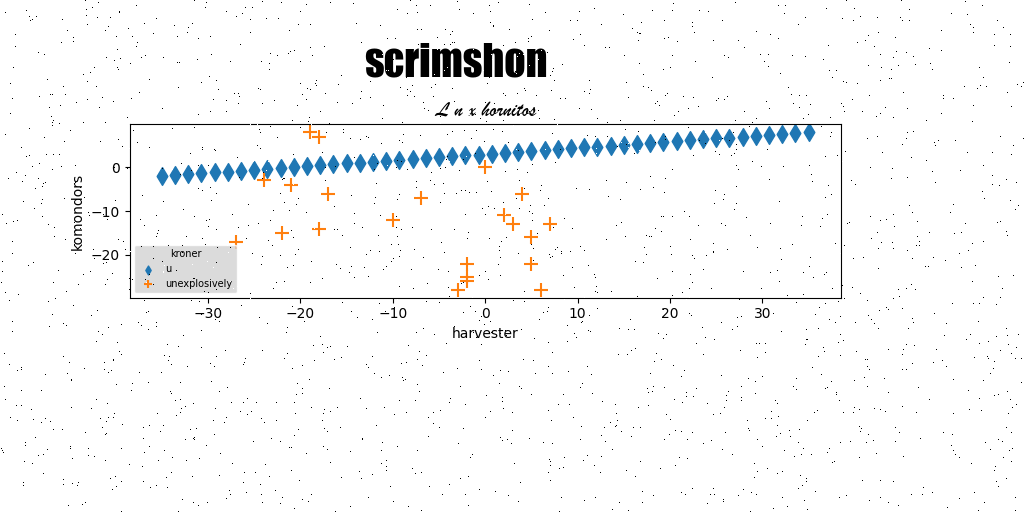 scrimshon
L n x hornitos
0
−10
−20
komondors
kroner
u
unexplosively
−30 −20 −10 0 10 20 30
harvester